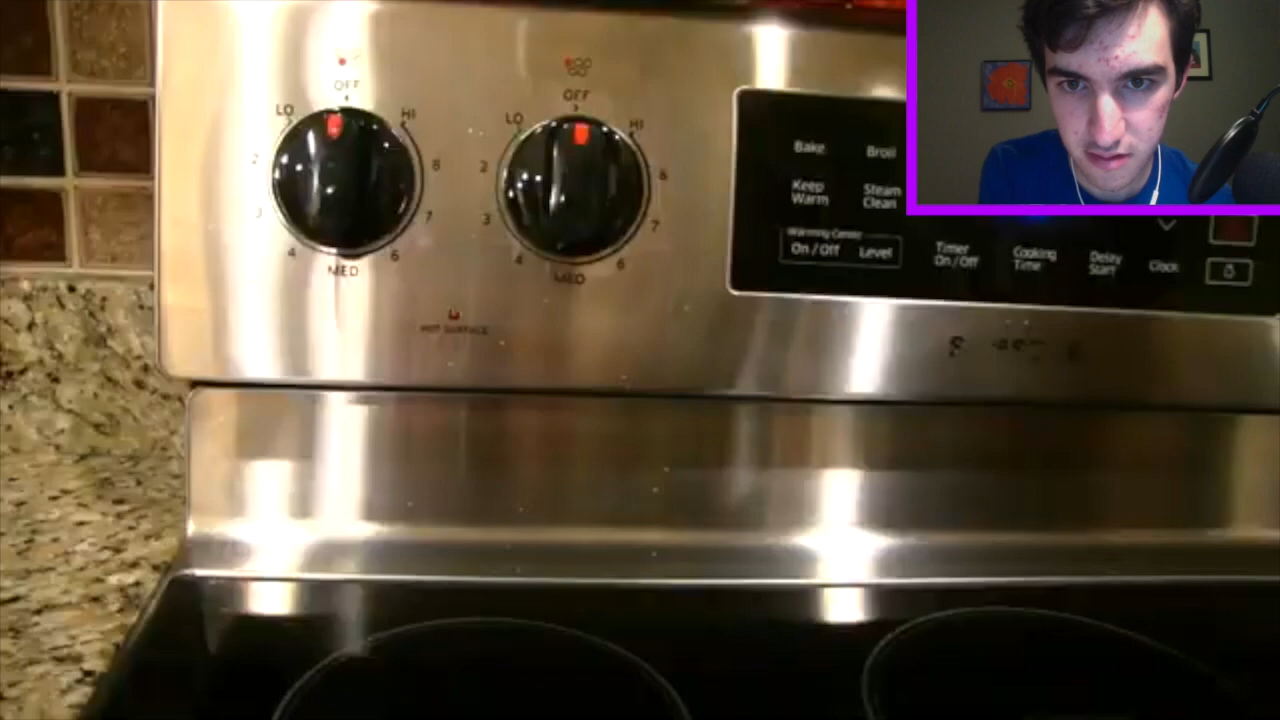 OFF
LO
HI
2
8
3
7
4
6
MED
OFF
LO
HI
2
8
3
7
4
6
MED
HOT SURFACE
Bake
Broil
Keep Warm
Steam Clean
Warming Center
On / Off
Level
Timer On / Off
Cooking Time
Delay Start
Clock